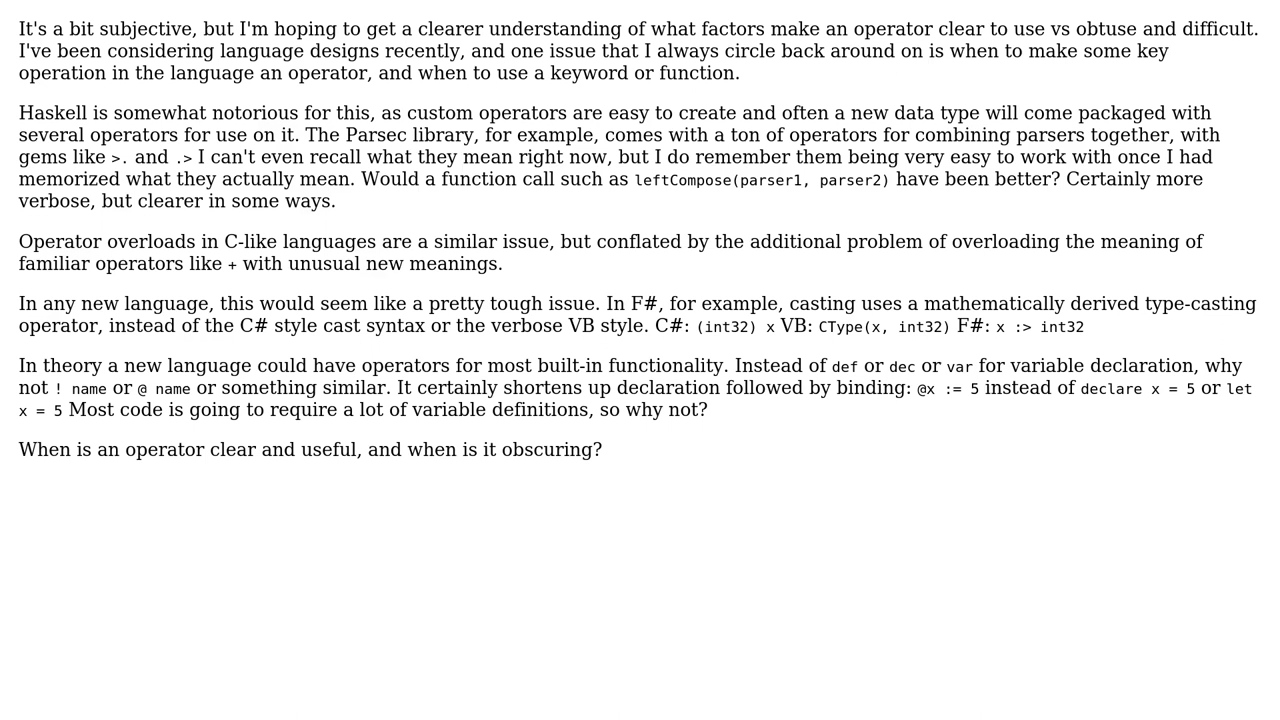 It's a bit subjective, but I'm hoping to get a clearer understanding of what factors make an operator clear to use vs obtuse and difficult.
I've been considering language designs recently, and one issue that I always circle back around on is when to make some key
operation in the language an operator, and when to use a keyword or function.
Haskell is somewhat notorious for this, as custom operators are easy to create and often a new data type will come packaged with
several operators for use on it. The Parsec library, for example, comes with a ton of operators for combining parsers together, with
gems like >. and .> I can't even recall what they mean right now, but I do remember them being very easy to work with once I had
memorized what they actually mean. Would a function call such as leftCompose(parser1, parser2) have been better? Certainly more
verbose, but clearer in some ways.
Operator overloads in C-like languages are a similar issue, but conflated by the additional problem of overloading the meaning of
familiar operators like + with unusual new meanings.
In any new language, this would seem like a pretty tough issue. In F#, for example, casting uses a mathematically derived type-casting
operator, instead of the C# style cast syntax or the verbose VB style. C#: (int32) x VB: CType(x, int32) F#: x :> int32
In theory a new language could have operators for most built-in functionality. Instead of def or dec or var for variable declaration, why
not ! name or @ name or something similar. It certainly shortens up declaration followed by binding: @x := 5 instead of declare x = 5 or let
x = 5 Most code is going to require a lot of variable definitions, so why not?
When is an operator clear and useful, and when is it obscuring?